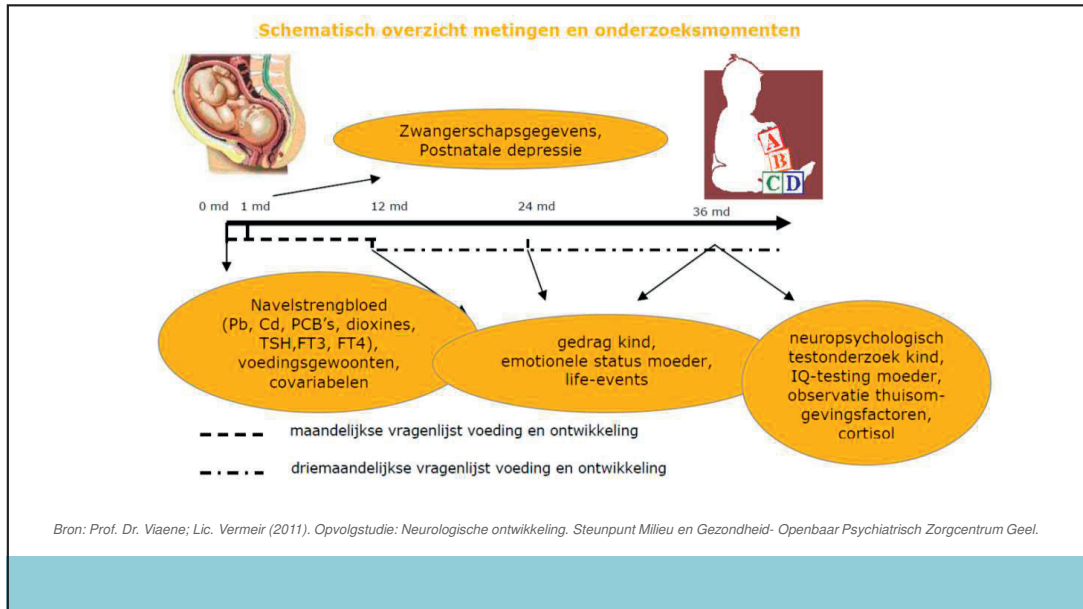 Schematisch overzicht metingen en onderzoeksmomenten
Zwangerschapsgegevens,
Postnatale depressie
A
B
C D
0 md 1 md 12 md 24 md 36 md
Navelstrengbloed
(Pb, Cd, PCB's, dioxines,
TSH,FT3, FT4),
voedingsgewoonten,
covariabelen
gedrag kind,
emotionele status moeder,
life-events
neuropsychologisch
testonderzoek kind,
IQ-testing moeder,
observatie thuisom-
gevingsfactoren,
cortisol
maandelijkse vragenlijst voeding en ontwikkeling
driemaandelijkse vragenlijst voeding en ontwikkeling
Bron: Prof. Dr. Viaene; Lic. Vermeir (2011). Opvolgstudie: Neurologische ontwikkeling. Steunpunt Milieu en Gezondheid- Openbaar Psychiatrisch Zorgcentrum Geel.